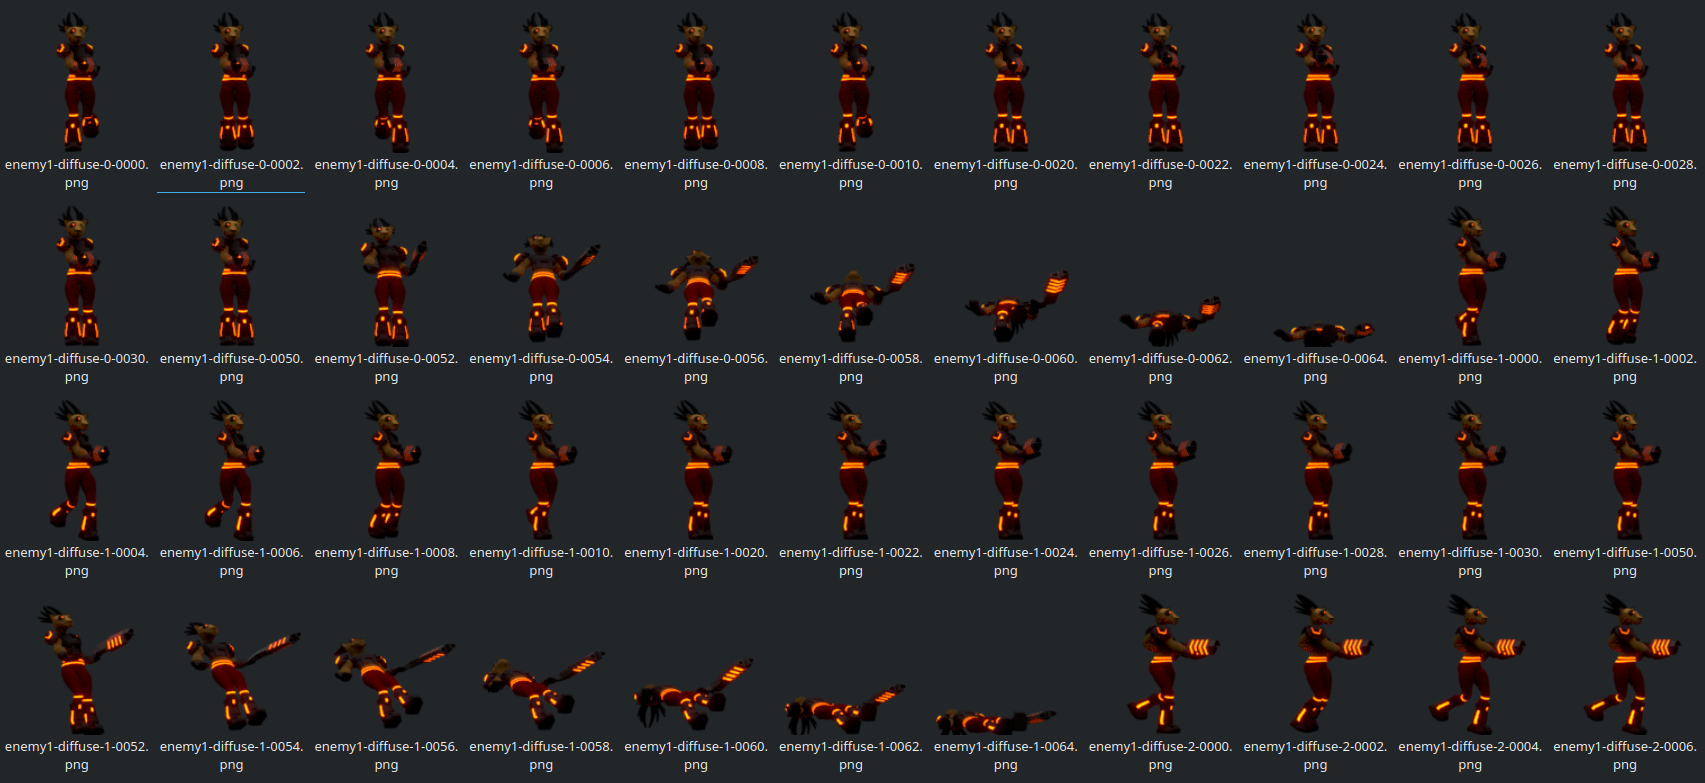 enemy1-diffuse-0-0000. enemy1-diffuse-0-0002. enemy1-diffuse-0-0004. enemy1-diffuse-0-0006. enemy1-diffuse-0-0008. enemy1-diffuse-0-0010. enemy1-diffuse-0-0020. enemy1-diffuse-0-0022. enemy1-diffuse-0-0024. enemy1-diffuse-0-0026. enemy1-diffuse-0-0028.
png png png png png png png png png png png
enemy1-diffuse-0-0030. enemy1-diffuse-0-0050. enemy1-diffuse-0-0052. enemy1-diffuse-0-0054. enemy1-diffuse-0-0056. enemy1-diffuse-0-0058. enemy1-diffuse-0-0060. enemy1-diffuse-0-0062. enemy1-diffuse-0-0064. enemy1-diffuse-1-0000. enemy1-diffuse-1-0002.
png png png png png png png png png png png
enemy1-diffuse-1-0004. enemy1-diffuse-1-0006. enemy1-diffuse-1-0008. enemy1-diffuse-1-0010. enemy1-diffuse-1-0020. enemy1-diffuse-1-0022. enemy1-diffuse-1-0024. enemy1-diffuse-1-0026. enemy1-diffuse-1-0028. enemy1-diffuse-1-0030. enemy1-diffuse-1-0050.
png png png png png png png png png png png
enemy1-diffuse-1-0052. enemy1-diffuse-1-0054. enemy1-diffuse-1-0056. enemy1-diffuse-1-0058. enemy1-diffuse-1-0060. enemy1-diffuse-1-0062. enemy1-diffuse-1-0064. enemy1-diffuse-2-0000. enemy1-diffuse-2-0002. enemy1-diffuse-2-0004. enemy1-diffuse-2-0006.
png png png png png png png png png png png